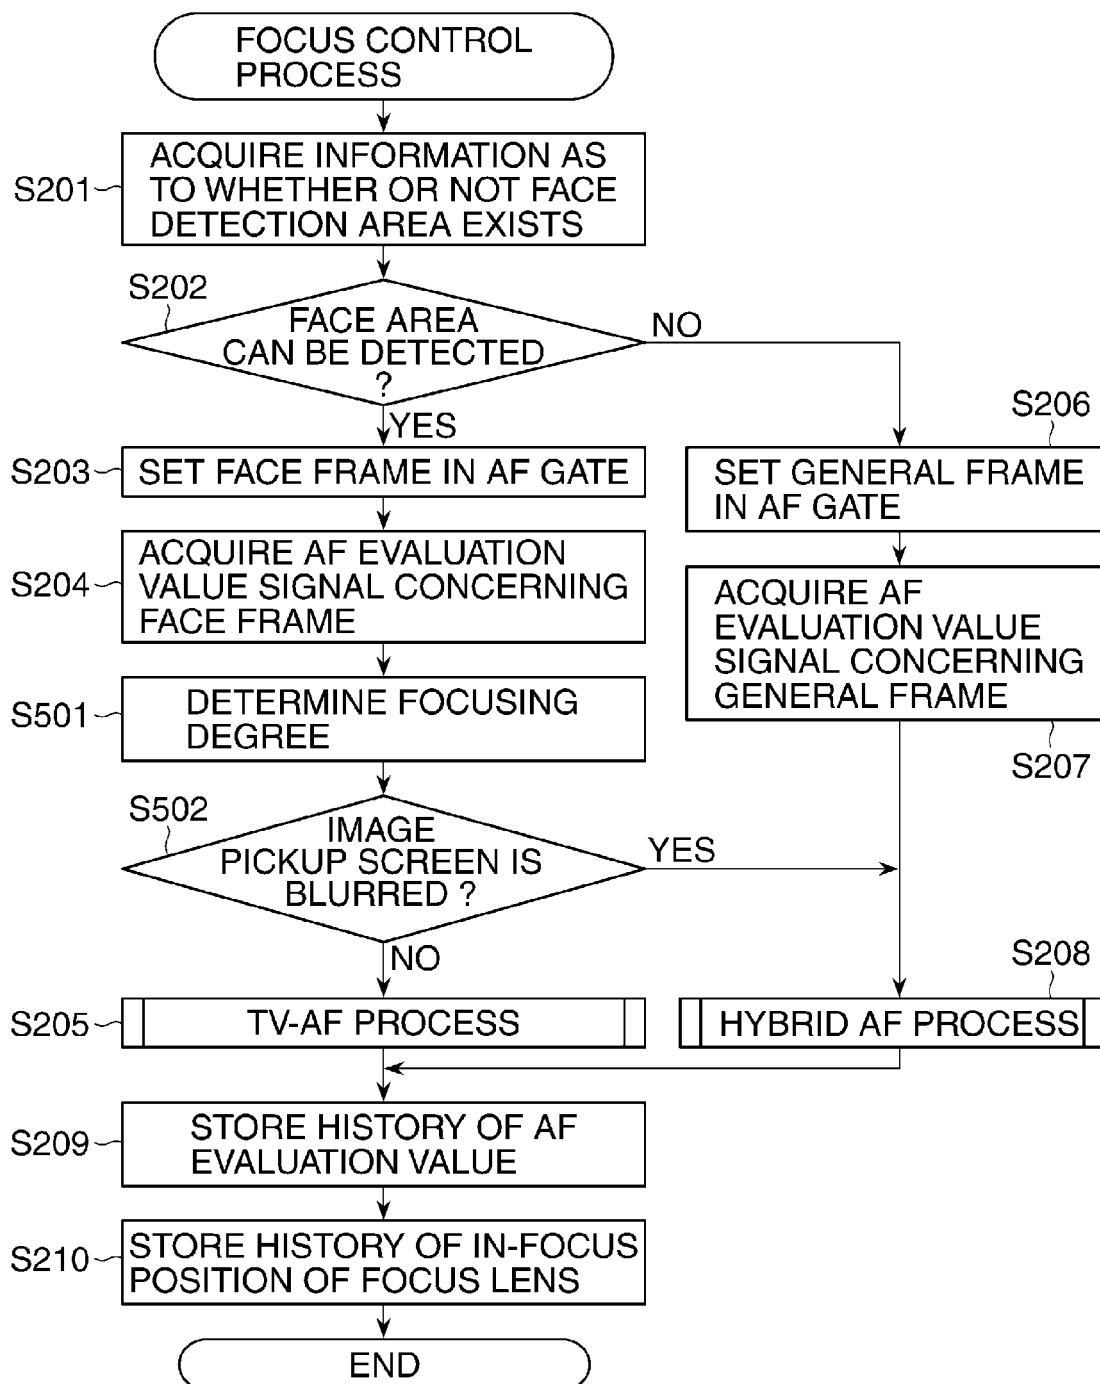 FOCUS CONTROL
PROCESS
S201
ACQUIRE INFORMATION AS
TO WHETHER OR NOT FACE
DETECTION AREA EXISTS
S202
FACE AREA
CAN BE DETECTED
?
NO
YES
S203
SET FACE FRAME IN AF GATE
S206
SET GENERAL FRAME
IN AF GATE
S204
ACQUIRE AF EVALUATION
VALUE SIGNAL CONCERNING
FACE FRAME
ACQUIRE AF
EVALUATION VALUE
SIGNAL CONCERNING
GENERAL FRAME
S207
S501
DETERMINE FOCUSING
DEGREE
S502
IMAGE
PICKUP SCREEN IS
BLURRED ?
YES
NO
S205
TV-AF PROCESS
S208
HYBRID AF PROCESS
S209
STORE HISTORY OF AF
EVALUATION VALUE
S210
STORE HISTORY OF IN-FOCUS
POSITION OF FOCUS LENS
END